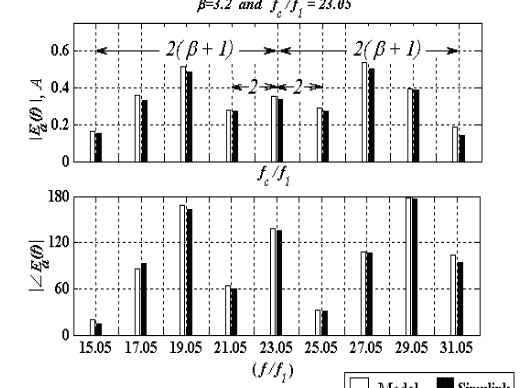 β=3.2 and f_c / f_1 = 23.05
|E_a(f)|, A
0.6
0.4
0.2
0
2(β + 1)
2(β + 1)
2
2
f_c / f_1
|∠E_a(f)|
180
120
60
0
15.05 17.05 19.05 21.05 23.05 25.05 27.05 29.05 31.05
(f / f_1)
Model Simulink